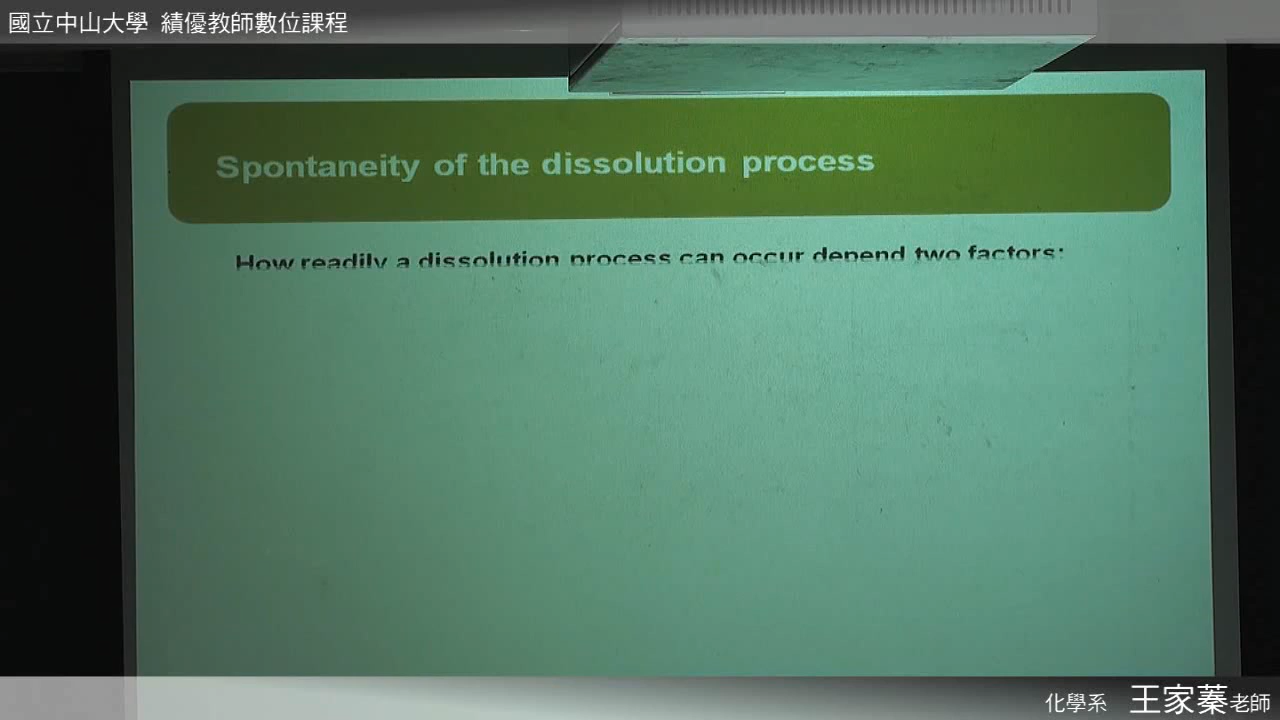 國立中山大學 績優教師數位課程
Spontaneity of the dissolution process
How readily a dissolution process can occur depend two factors:
化學系 王家蓁老師